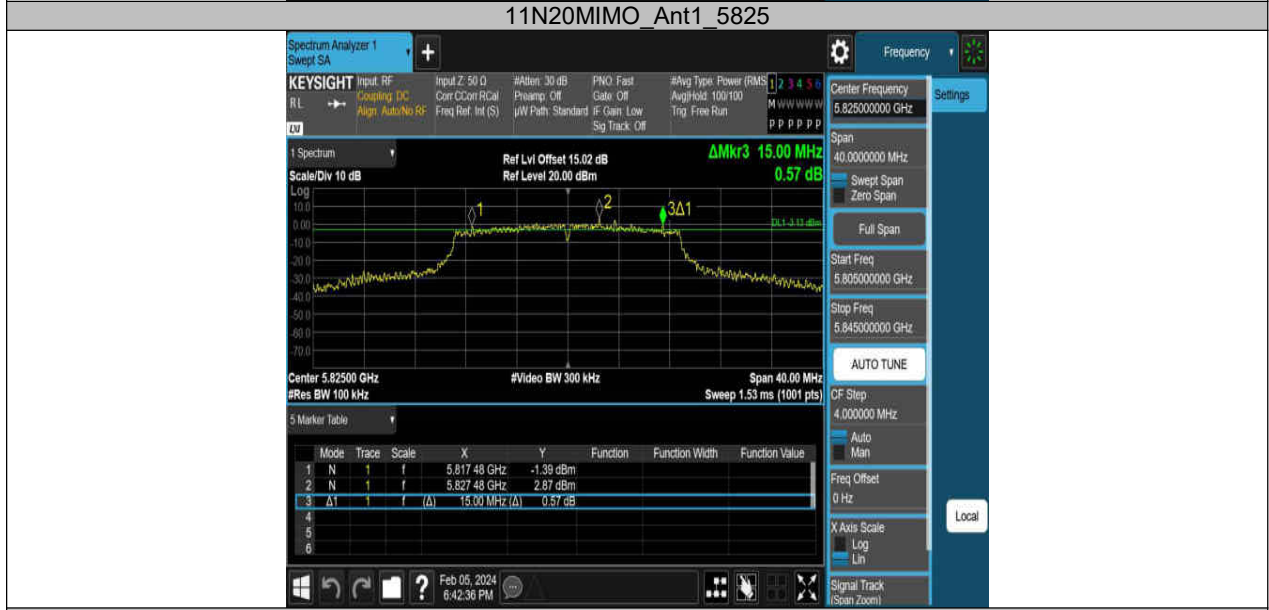 11N20MIMO_Ant1_5825
Spectrum Analyzer 1
Swept SA
Frequency
KEYSIGHT
RL
Input: RF
Coupling: DC
Align: Auto/No RF
Input Z: 50 Ω
Corr CCorr RCal
Freq Ref: Int (S)
#Atten: 30 dB
Preamp: Off
µW Path: Standard
PNO: Fast
Gate: Off
IF Gain: Low
Sig Track: Off
#Avg Type: Power (RMS
Avg|Hold: 100/100
Trig: Free Run
1 2 3 4 5 6
M W W W W W
P P P P P P
LXI
1 Spectrum
Scale/Div 10 dB
Ref Lvl Offset 15.02 dB
Ref Level 20.00 dBm
ΔMkr3 15.00 MHz
0.57 dB
Log
10.0
0.00
-10.0
-20.0
-30.0
-40.0
-50.0
-60.0
-70.0
1
2
3Δ1
DL1 -3.13 dBm
Center 5.82500 GHz
#Res BW 100 kHz
#Video BW 300 kHz
Span 40.00 MHz
Sweep 1.53 ms (1001 pts)
5 Marker Table
Mode Trace Scale X Y Function Function Width Function Value
1 N 1 f 5.817 48 GHz -1.39 dBm
2 N 1 f 5.827 48 GHz 2.87 dBm
3 Δ1 1 f (Δ) 15.00 MHz (Δ) 0.57 dB
4
5
6
Feb 05, 2024
6:42:36 PM
Center Frequency
5.825000000 GHz
Settings
Span
40.0000000 MHz
Swept Span
Zero Span
Full Span
Start Freq
5.805000000 GHz
Stop Freq
5.845000000 GHz
AUTO TUNE
CF Step
4.000000 MHz
Auto
Man
Freq Offset
0 Hz
X Axis Scale
Log
Lin
Local
Signal Track
(Span Zoom)